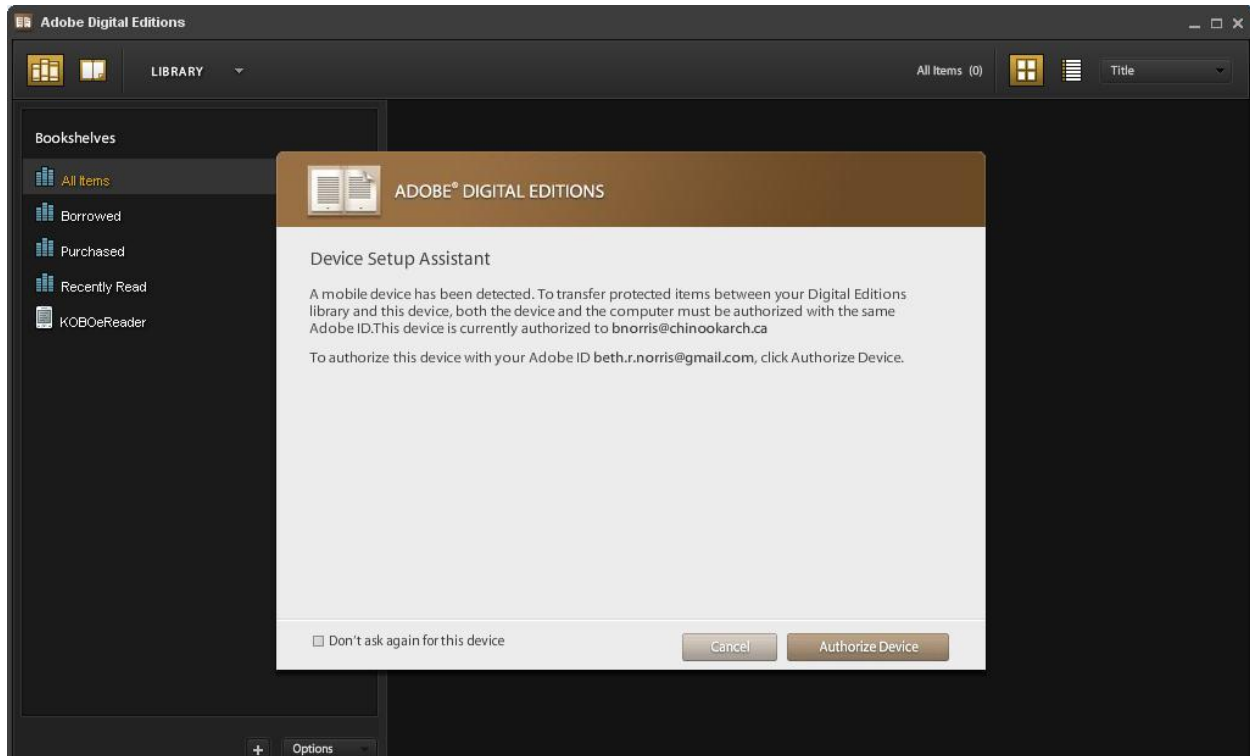 Adobe Digital Editions
LIBRARY
All Items (0)
Title
Bookshelves
All Items
Borrowed
Purchased
Recently Read
KOBOeReader
ADOBE® DIGITAL EDITIONS
Device Setup Assistant
A mobile device has been detected. To transfer protected items between your Digital Editions
library and this device, both the device and the computer must be authorized with the same
Adobe ID.This device is currently authorized to bnorris@chinookarch.ca
To authorize this device with your Adobe ID beth.r.norris@gmail.com, click Authorize Device.
Don't ask again for this device
Cancel
Authorize Device
+ Options